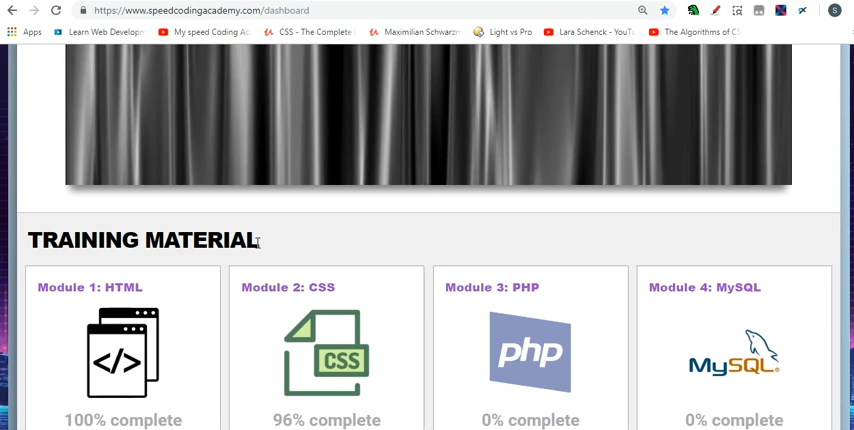 https://www.speedcodingacademy.com/dashboard
S
Apps
Learn Web Developm
My speed Coding Ac
CSS - The Complete
Maximilian Schwarzm
Light vs Pro
Lara Schenck - YouTu
The Algorithms of CS
TRAINING MATERIAL
Module 1: HTML
Module 2: CSS
Module 3: PHP
Module 4: MySQL
</>
CSS
php
MySQL
100% complete
96% complete
0% complete
0% complete